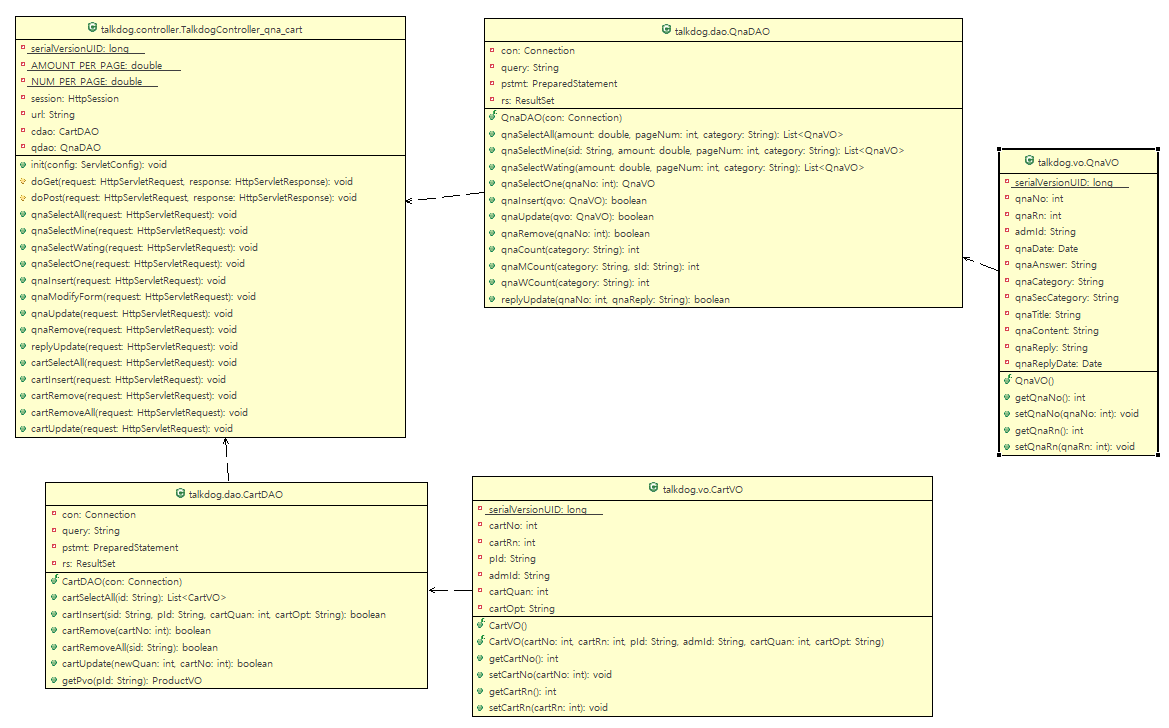 talkdog.controller.TalkdogController_qna_cart
serialVersionUID: long
AMOUNT_PER_PAGE: double
NUM_PER_PAGE: double
session: HttpSession
url: String
cdao: CartDAO
qdao: QnaDAO
init(config: ServletConfig): void
doGet(request: HttpServletRequest, response: HttpServletResponse): void
doPost(request: HttpServletRequest, response: HttpServletResponse): void
qnaSelectAll(request: HttpServletRequest): void
qnaSelectMine(request: HttpServletRequest): void
qnaSelectWating(request: HttpServletRequest): void
qnaSelectOne(request: HttpServletRequest): void
qnaInsert(request: HttpServletRequest): void
qnaModifyForm(request: HttpServletRequest): void
qnaUpdate(request: HttpServletRequest): void
qnaRemove(request: HttpServletRequest): void
replyUpdate(request: HttpServletRequest): void
cartSelectAll(request: HttpServletRequest): void
cartInsert(request: HttpServletRequest): void
cartRemove(request: HttpServletRequest): void
cartRemoveAll(request: HttpServletRequest): void
cartUpdate(request: HttpServletRequest): void
talkdog.dao.QnaDAO
con: Connection
query: String
pstmt: PreparedStatement
rs: ResultSet
QnaDAO(con: Connection)
qnaSelectAll(amount: double, pageNum: int, category: String): List<QnaVO>
qnaSelectMine(sid: String, amount: double, pageNum: int, category: String): List<QnaVO>
qnaSelectWating(amount: double, pageNum: int, category: String): List<QnaVO>
qnaSelectOne(qnaNo: int): QnaVO
qnaInsert(qvo: QnaVO): boolean
qnaUpdate(qvo: QnaVO): boolean
qnaRemove(qnaNo: int): boolean
qnaCount(category: String): int
qnaMCount(category: String, sId: String): int
qnaWCount(category: String): int
replyUpdate(qnaNo: int, qnaReply: String): boolean
talkdog.vo.QnaVO
serialVersionUID: long
qnaNo: int
qnaRn: int
admId: String
qnaDate: Date
qnaAnswer: String
qnaCategory: String
qnaSecCategory: String
qnaTitle: String
qnaContent: String
qnaReply: String
qnaReplyDate: Date
QnaVO()
getQnaNo(): int
setQnaNo(qnaNo: int): void
getQnaRn(): int
setQnaRn(qnaRn: int): void
talkdog.dao.CartDAO
con: Connection
query: String
pstmt: PreparedStatement
rs: ResultSet
CartDAO(con: Connection)
cartSelectAll(id: String): List<CartVO>
cartInsert(sid: String, pId: String, cartQuan: int, cartOpt: String): boolean
cartRemove(cartNo: int): boolean
cartRemoveAll(sid: String): boolean
cartUpdate(newQuan: int, cartNo: int): boolean
getPvo(pId: String): ProductVO
talkdog.vo.CartVO
serialVersionUID: long
cartNo: int
cartRn: int
pId: String
admId: String
cartQuan: int
cartOpt: String
CartVO()
CartVO(cartNo: int, cartRn: int, pId: String, admId: String, cartQuan: int, cartOpt: String)
getCartNo(): int
setCartNo(cartNo: int): void
getCartRn(): int
setCartRn(cartRn: int): void